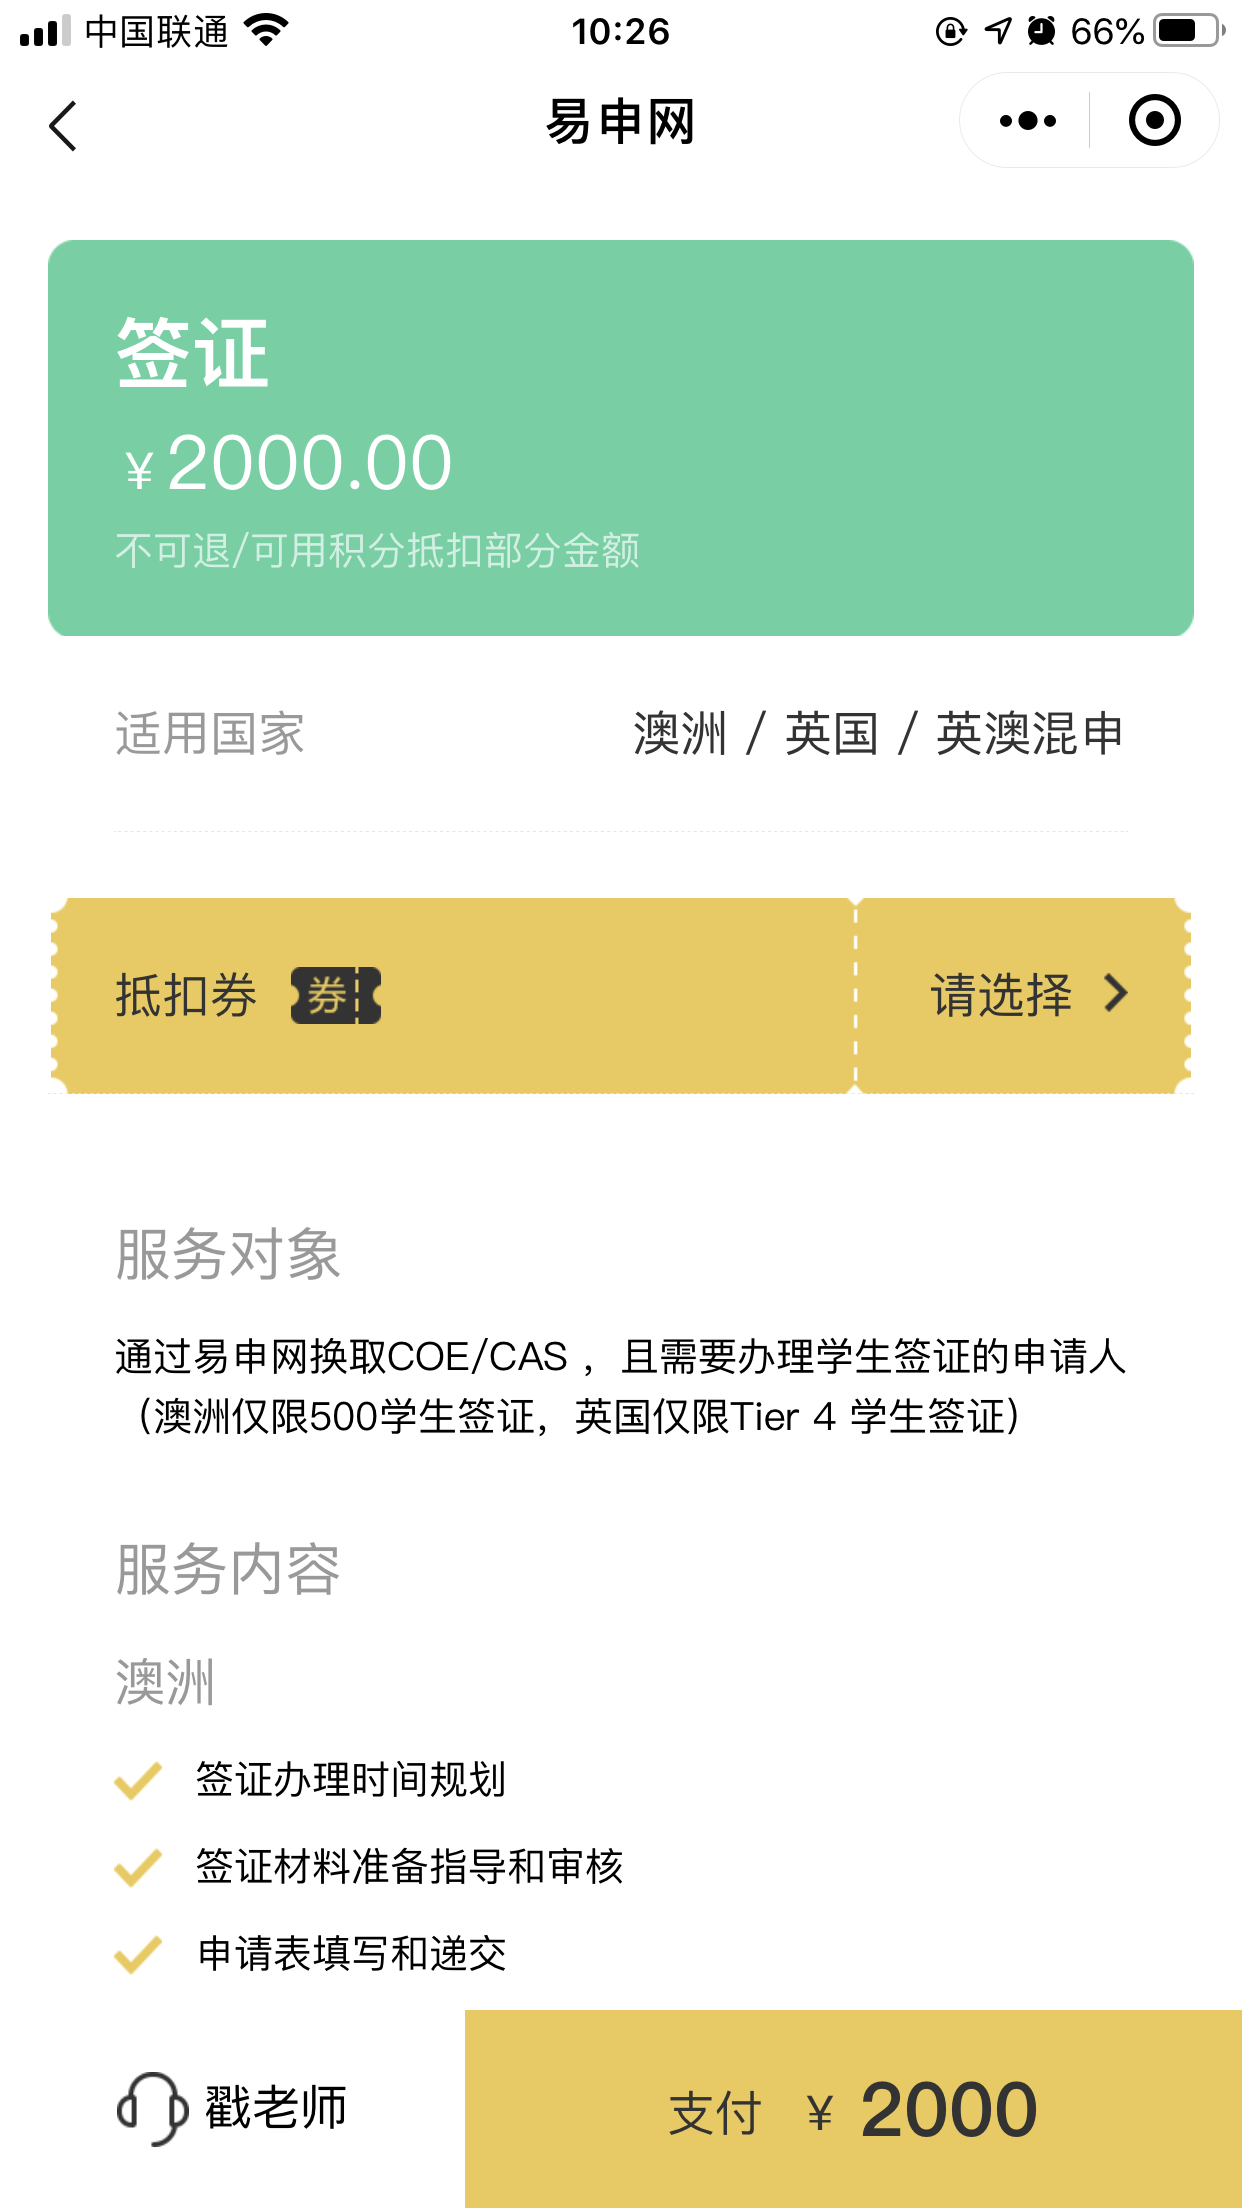 中国联通 10:26 66%
易申网
签证
¥2000.00
不可退/可用积分抵扣部分金额
适用国家 澳洲 / 英国 / 英澳混申
抵扣券 券 请选择
服务对象
通过易申网换取COE/CAS ，且需要办理学生签证的申请人
（澳洲仅限500学生签证，英国仅限Tier 4 学生签证）
服务内容
澳洲
签证办理时间规划
签证材料准备指导和审核
申请表填写和递交
戳老师 支付 ¥ 2000